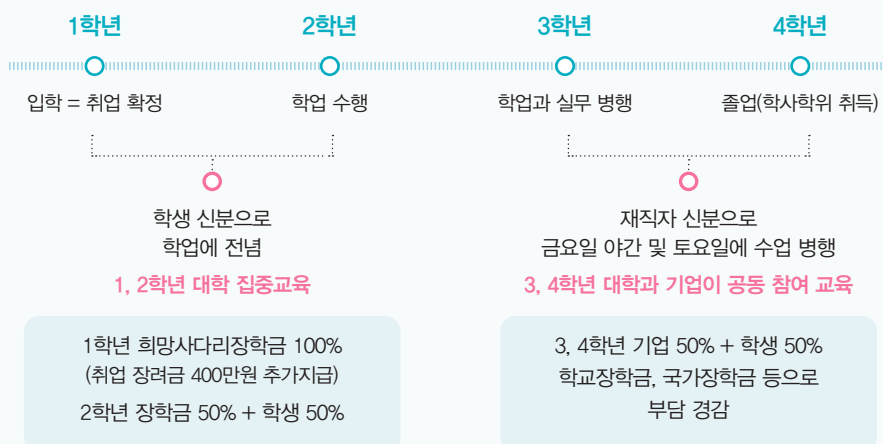 1학년
2학년
3학년
4학년
입학 = 취업 확정
학업 수행
학업과 실무 병행
졸업(학사학위 취득)
학생 신분으로
학업에 전념
1, 2학년 대학 집중교육
재직자 신분으로
금요일 야간 및 토요일에 수업 병행
3, 4학년 대학과 기업이 공동 참여 교육
1학년 희망사다리장학금 100%
(취업 장려금 400만원 추가지급)
2학년 장학금 50% + 학생 50%
3, 4학년 기업 50% + 학생 50%
학교장학금, 국가장학금 등으로
부담 경감